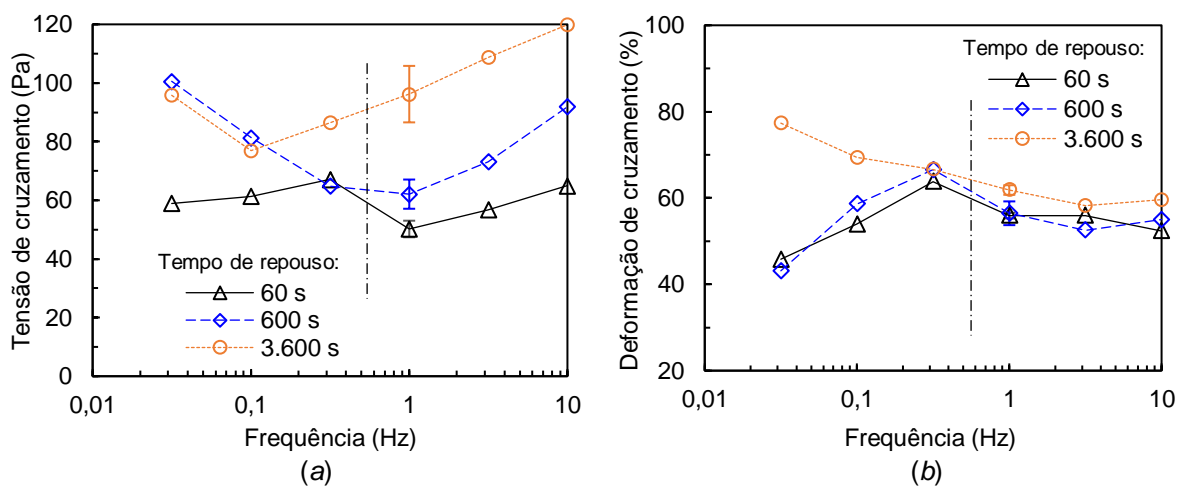 Tensão de cruzamento (Pa)
120
100
80
60
40
20
0
Tempo de repouso:
60 s
600 s
3.600 s
0,01
0,1
1
10
Frequência (Hz)
(a)
Deformação de cruzamento (%)
100
80
60
40
20
Tempo de repouso:
60 s
600 s
3.600 s
0,01
0,1
1
10
Frequência (Hz)
(b)